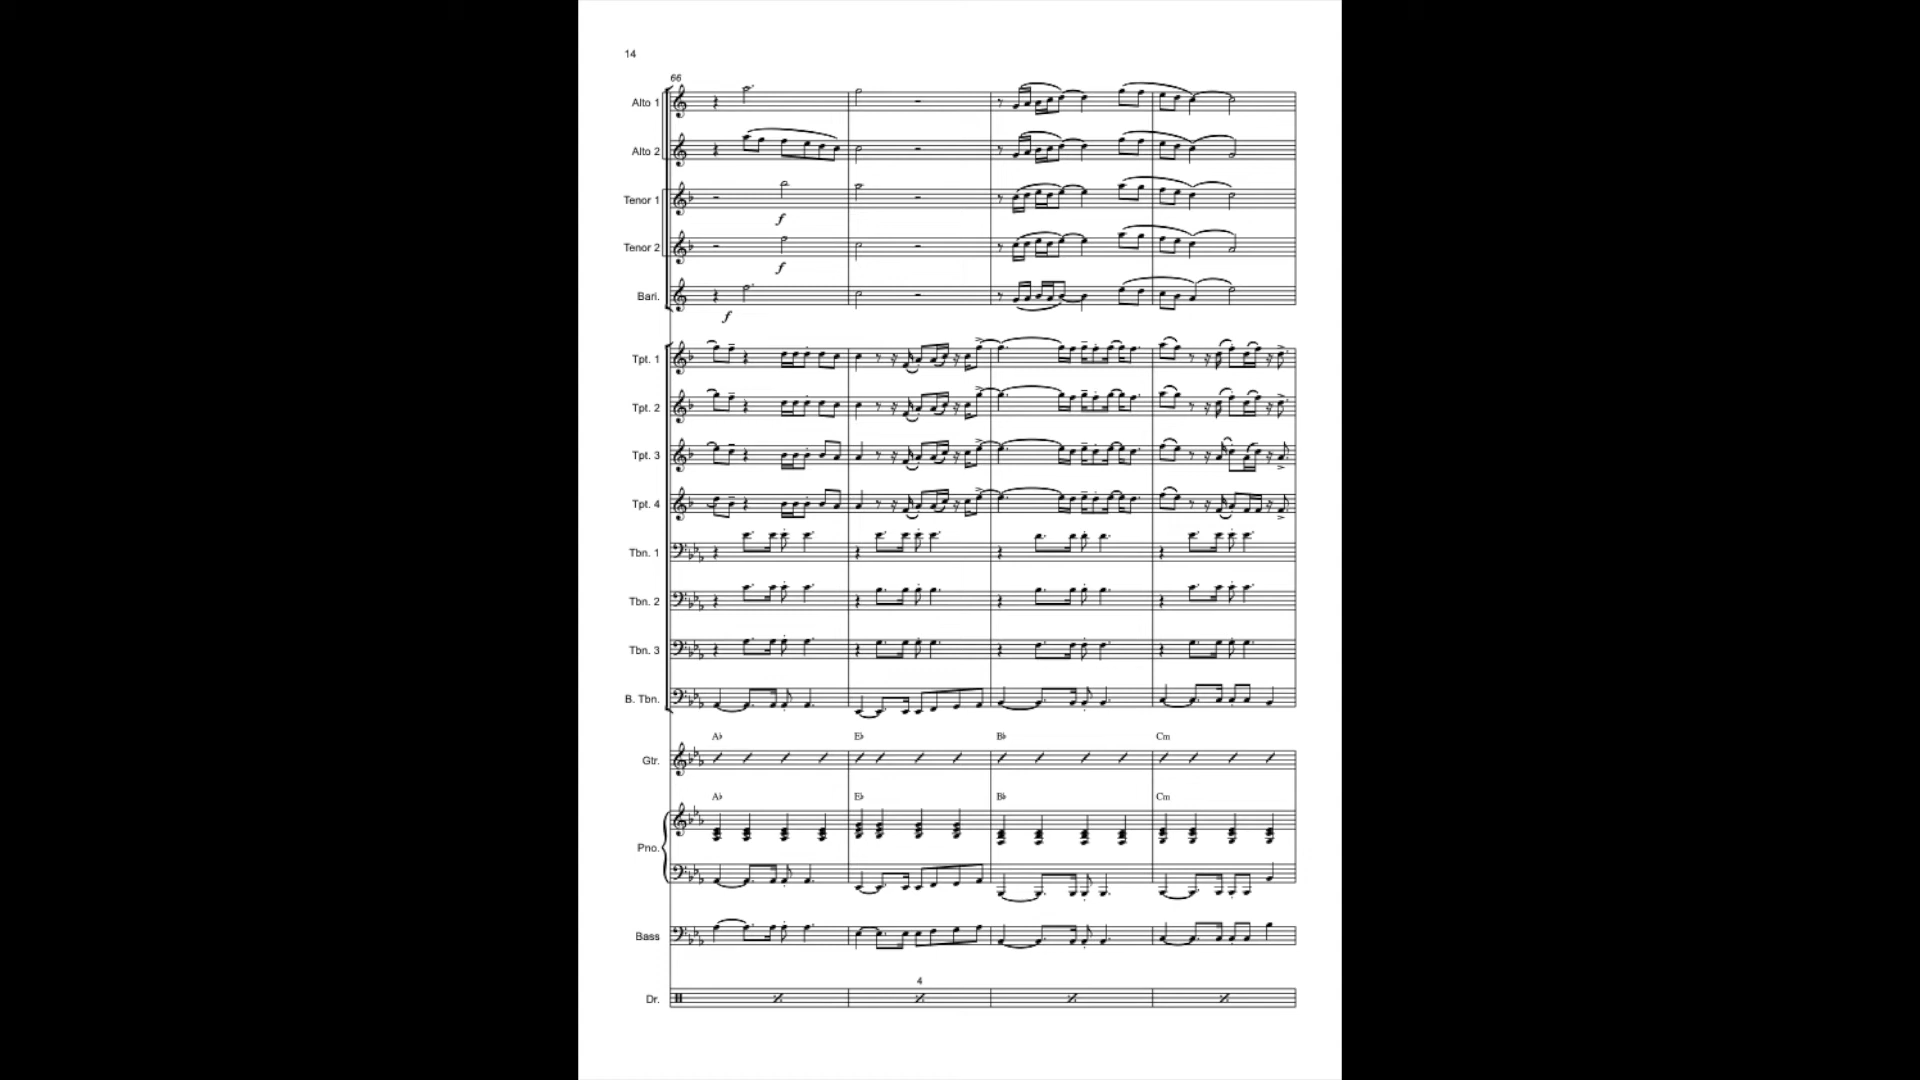 14
66
Alto 1
Alto 2
Tenor 1
f
Tenor 2
f
Bari.
f
Tpt. 1
Tpt. 2
Tpt. 3
Tpt. 4
Tbn. 1
Tbn. 2
Tbn. 3
B. Tbn.
A♭ E♭ B♭ Cm
Gtr.
A♭ E♭ B♭ Cm
Pno.
Bass
4
Dr.